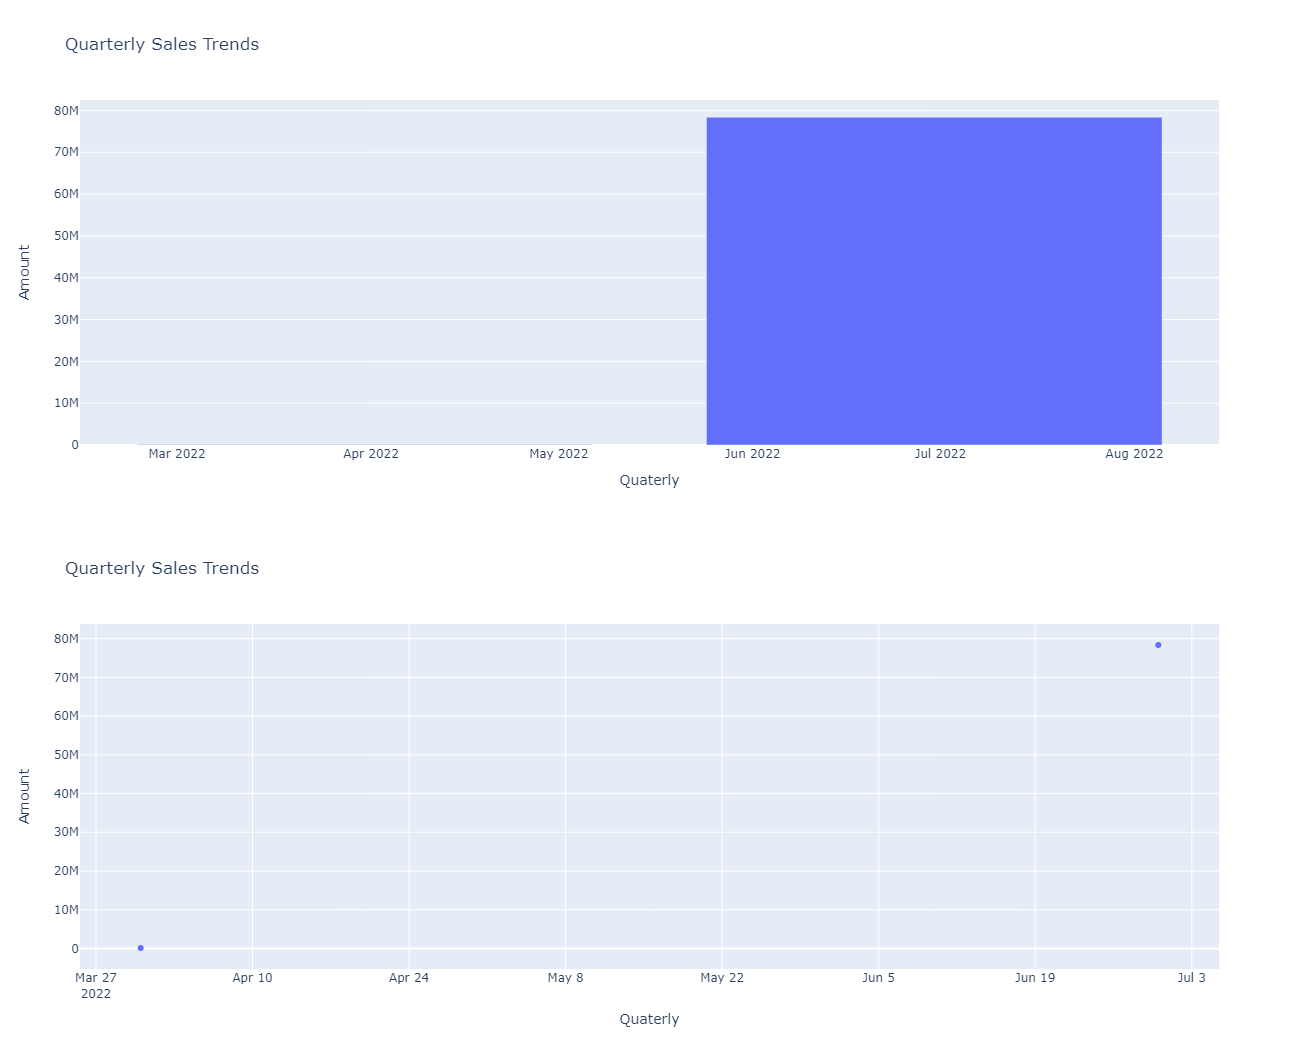 Quarterly Sales Trends
80M
70M
60M
50M
40M
30M
20M
10M
0
Amount
Mar 2022 Apr 2022 May 2022 Jun 2022 Jul 2022 Aug 2022
Quaterly
Quarterly Sales Trends
80M
70M
60M
50M
40M
30M
20M
10M
0
Amount
Mar 27 Apr 10 Apr 24 May 8 May 22 Jun 5 Jun 19 Jul 3
2022
Quaterly